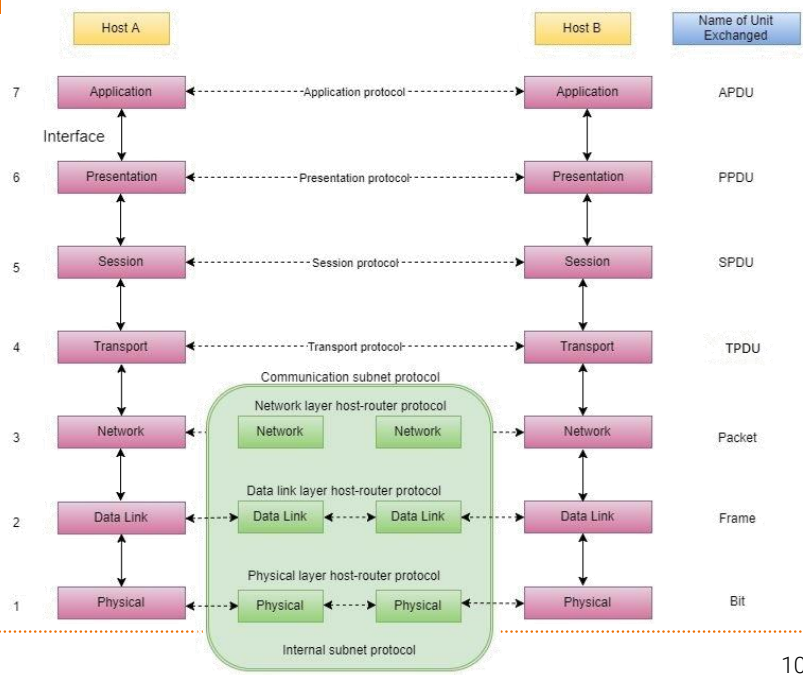 Host A
Host B
Name of Unit
Exchanged
7
Application
Application protocol
Application
APDU
Interface
6
Presentation
Presentation protocol
Presentation
PPDU
5
Session
Session protocol
Session
SPDU
4
Transport
Transport protocol
Transport
TPDU
Communication subnet protocol
Network layer host-router protocol
3
Network
Network
Network
Network
Packet
Data link layer host-router protocol
2
Data Link
Data Link
Data Link
Data Link
Frame
Physical layer host-router protocol
1
Physical
Physical
Physical
Physical
Bit
Internal subnet protocol
10